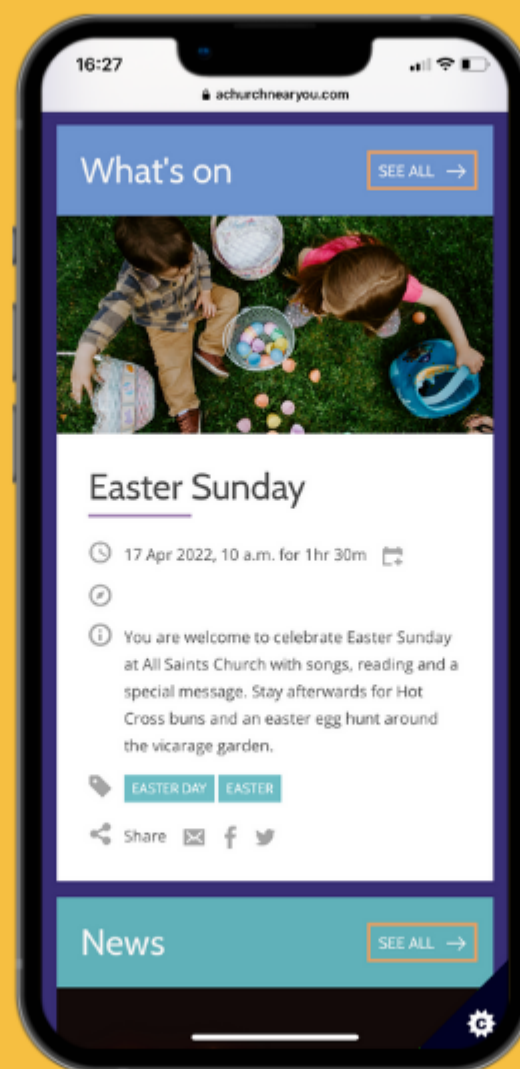 16:27
achurchnearyou.com
What's on
SEE ALL →
Easter Sunday
17 Apr 2022, 10 a.m. for 1hr 30m
You are welcome to celebrate Easter Sunday
at All Saints Church with songs, reading and a
special message. Stay afterwards for Hot
Cross buns and an easter egg hunt around
the vicarage garden.
EASTER DAY EASTER
Share
News
SEE ALL →